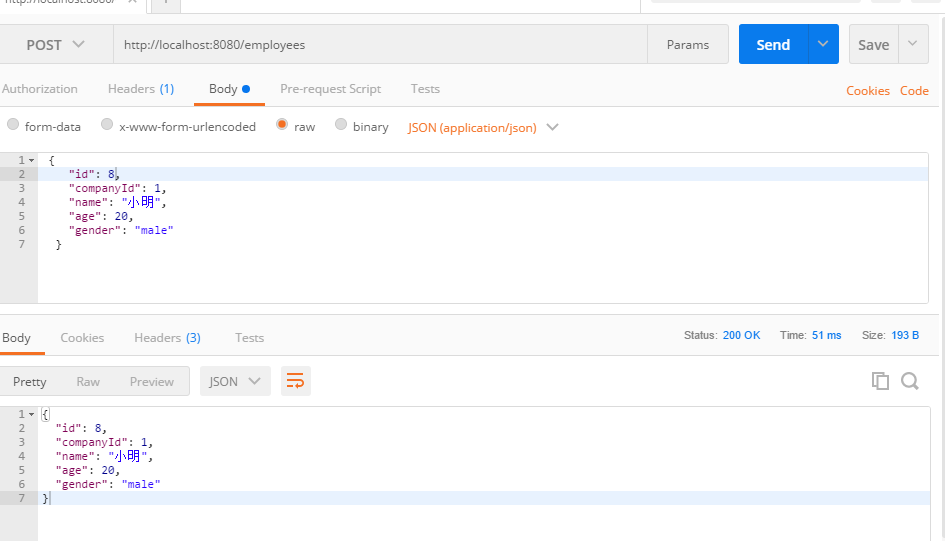 http://localhost:8080/
POST http://localhost:8080/employees Params Send Save
Authorization Headers (1) Body Pre-request Script Tests Cookies Code
form-data x-www-form-urlencoded raw binary JSON (application/json)
1 {
2 "id": 8,
3 "companyId": 1,
4 "name": "小明",
5 "age": 20,
6 "gender": "male"
7 }
Body Cookies Headers (3) Tests Status: 200 OK Time: 51 ms Size: 193 B
Pretty Raw Preview JSON
1 {
2 "id": 8,
3 "companyId": 1,
4 "name": "小明",
5 "age": 20,
6 "gender": "male"
7 }